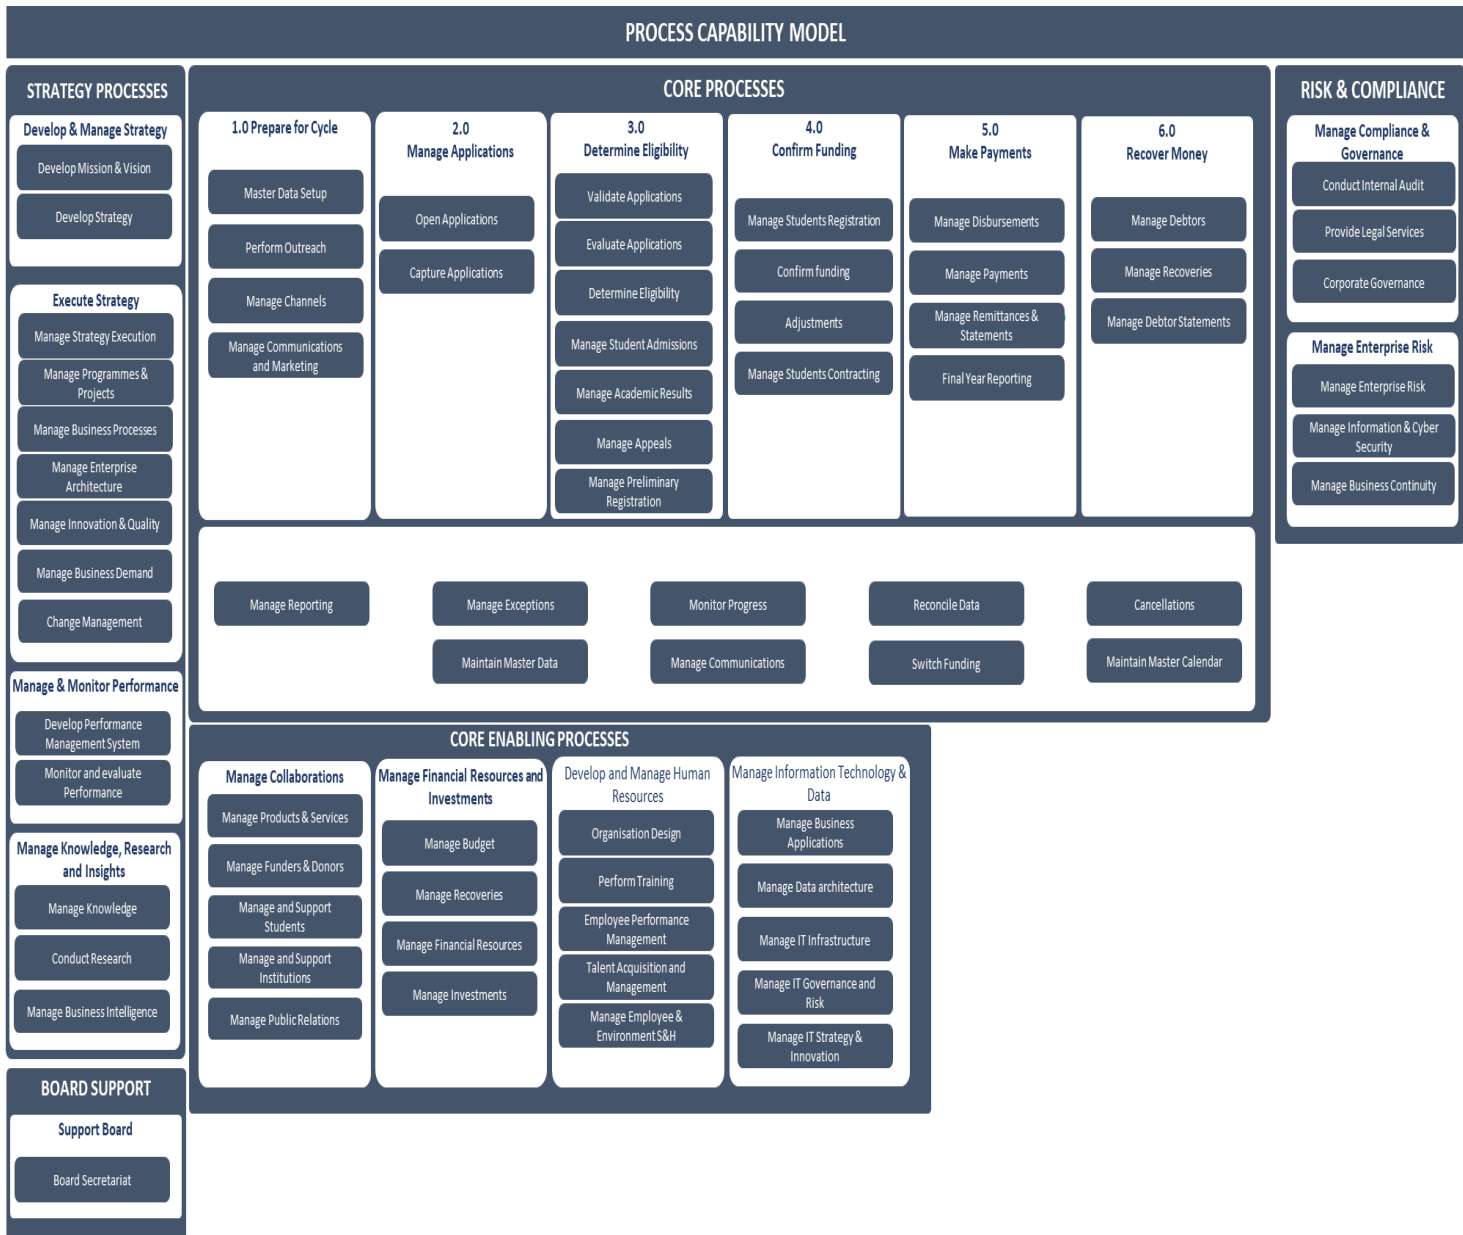 PROCESS CAPABILITY MODEL
STRATEGY PROCESSES
Develop & Manage Strategy
Develop Mission & Vision
Develop Strategy
Execute Strategy
Manage Strategy Execution
Manage Programmes &
Projects
Manage Business Processes
Manage Enterprise
Architecture
Manage Innovation & Quality
Manage Business Demand
Change Management
Manage & Monitor Performance
Develop Performance
Management System
Monitor and evaluate
Performance
Manage Knowledge, Research
and Insights
Manage Knowledge
Conduct Research
Manage Business Intelligence
BOARD SUPPORT
Support Board
Board Secretariat
CORE PROCESSES
1.0 Prepare for Cycle
Master Data Setup
Perform Outreach
Manage Channels
Manage Communications
and Marketing
2.0
Manage Applications
Open Applications
Capture Applications
3.0
Determine Eligibility
Validate Applications
Evaluate Applications
Determine Eligibility
Manage Student Admissions
Manage Academic Results
Manage Appeals
Manage Preliminary
Registration
4.0
Confirm Funding
Manage Students Registration
Confirm funding
Adjustments
Manage Students Contracting
5.0
Make Payments
Manage Disbursements
Manage Payments
Manage Remittances &
Statements
Final Year Reporting
6.0
Recover Money
Manage Debtors
Manage Recoveries
Manage Debtor Statements
Manage Reporting
Manage Exceptions
Monitor Progress
Reconcile Data
Cancellations
Maintain Master Data
Manage Communications
Switch Funding
Maintain Master Calendar
CORE ENABLING PROCESSES
Manage Collaborations
Manage Products & Services
Manage Funders & Donors
Manage and Support
Students
Manage and Support
Institutions
Manage Public Relations
Manage Financial Resources and
Investments
Manage Budget
Manage Recoveries
Manage Financial Resources
Manage Investments
Develop and Manage Human
Resources
Organisation Design
Perform Training
Employee Performance
Management
Talent Acquisition and
Management
Manage Employee &
Environment S&H
Manage Information Technology &
Data
Manage Business
Applications
Manage Data architecture
Manage IT Infrastructure
Manage IT Governance and
Risk
Manage IT Strategy &
Innovation
RISK & COMPLIANCE
Manage Compliance &
Governance
Conduct Internal Audit
Provide Legal Services
Corporate Governance
Manage Enterprise Risk
Manage Enterprise Risk
Manage Information & Cyber
Security
Manage Business Continuity